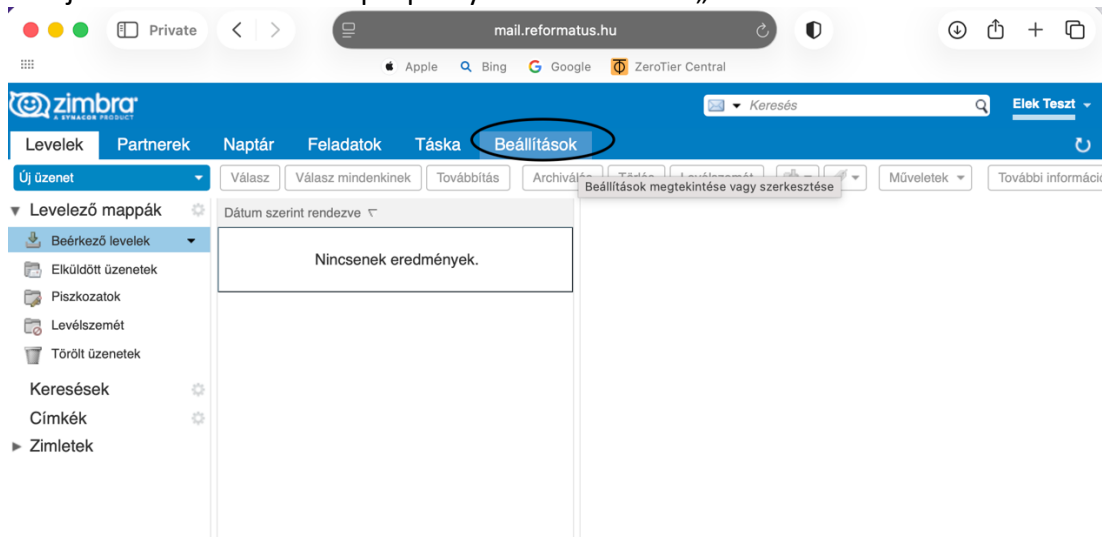 Private
mail.reformatus.hu
Apple Bing Google ZeroTier Central
zimbra
A SYNACOR PRODUCT
Keresés
Elek Teszt
Levelek Partnerek Naptár Feladatok Táska Beállítások
Új üzenet Válasz Válasz mindenkinek Továbbítás Műveletek
Beállítások megtekintése vagy szerkesztése
Levelező mappák
Dátum szerint rendezve
Beérkező levelek
Nincsenek eredmények.
Elküldött üzenetek
Piszkozatok
Levélszemét
Törölt üzenetek
Keresések
Címkék
Zimletek